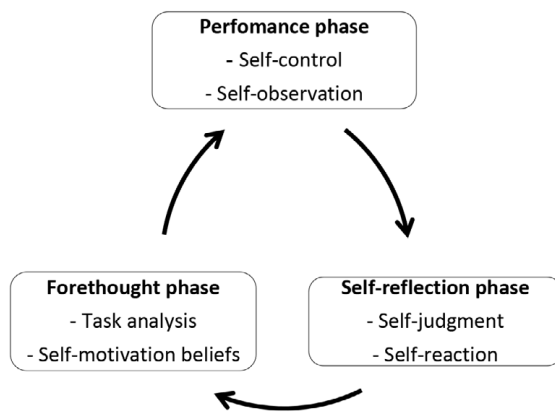 Perfomance phase
- Self-control
- Self-observation
Forethought phase
- Task analysis
- Self-motivation beliefs
Self-reflection phase
- Self-judgment
- Self-reaction